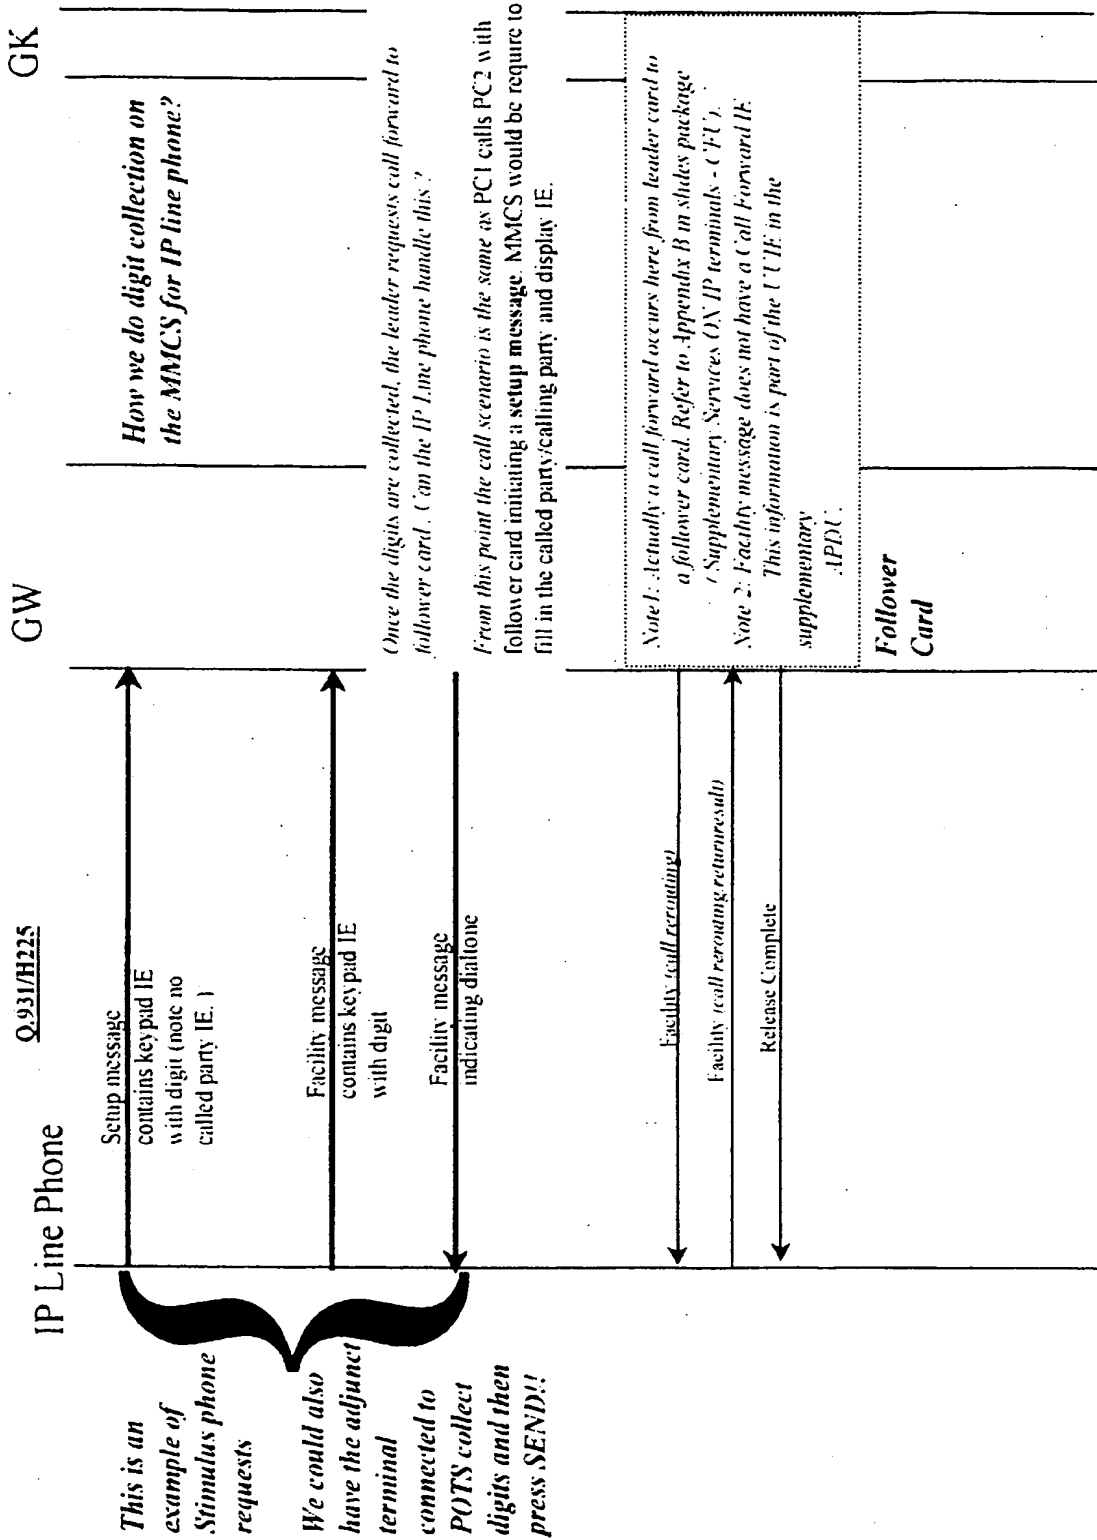 IP Line Phone
Q.931/H225
GW
GK
This is an
example of
Stimulus phone
requests
We could also
have the adjunct
terminal
connected to
POTS collect
digits and then
press SEND!!
Setup message
contains keypad IE
with digit (note no
called party IE. )
Facility message
contains keypad IE
with digit
Facility message
indicating dialtone
How we do digit collection on
the MMCS for IP line phone?
Once the digits are collected, the leader requests call forward to
follower card. Can the IP Line phone handle this?
From this point the call scenario is the same as PC1 calls PC2 with
follower card initiating a setup message. MMCS would be require to
fill in the called party/calling party and display IE.
Facility (call rerouting)
Facility (call rerouting.returnresult)
Release Complete
Note1: Actually a call forward occurs here from leader card to
a follower card. Refer to Appendix B in slides package
(Supplementary Services ON IP terminals - CFU).
Note 2: Facility message does not have a Call Forward IE
This information is part of the UUIE in the
supplementary
APDU.
Follower
Card